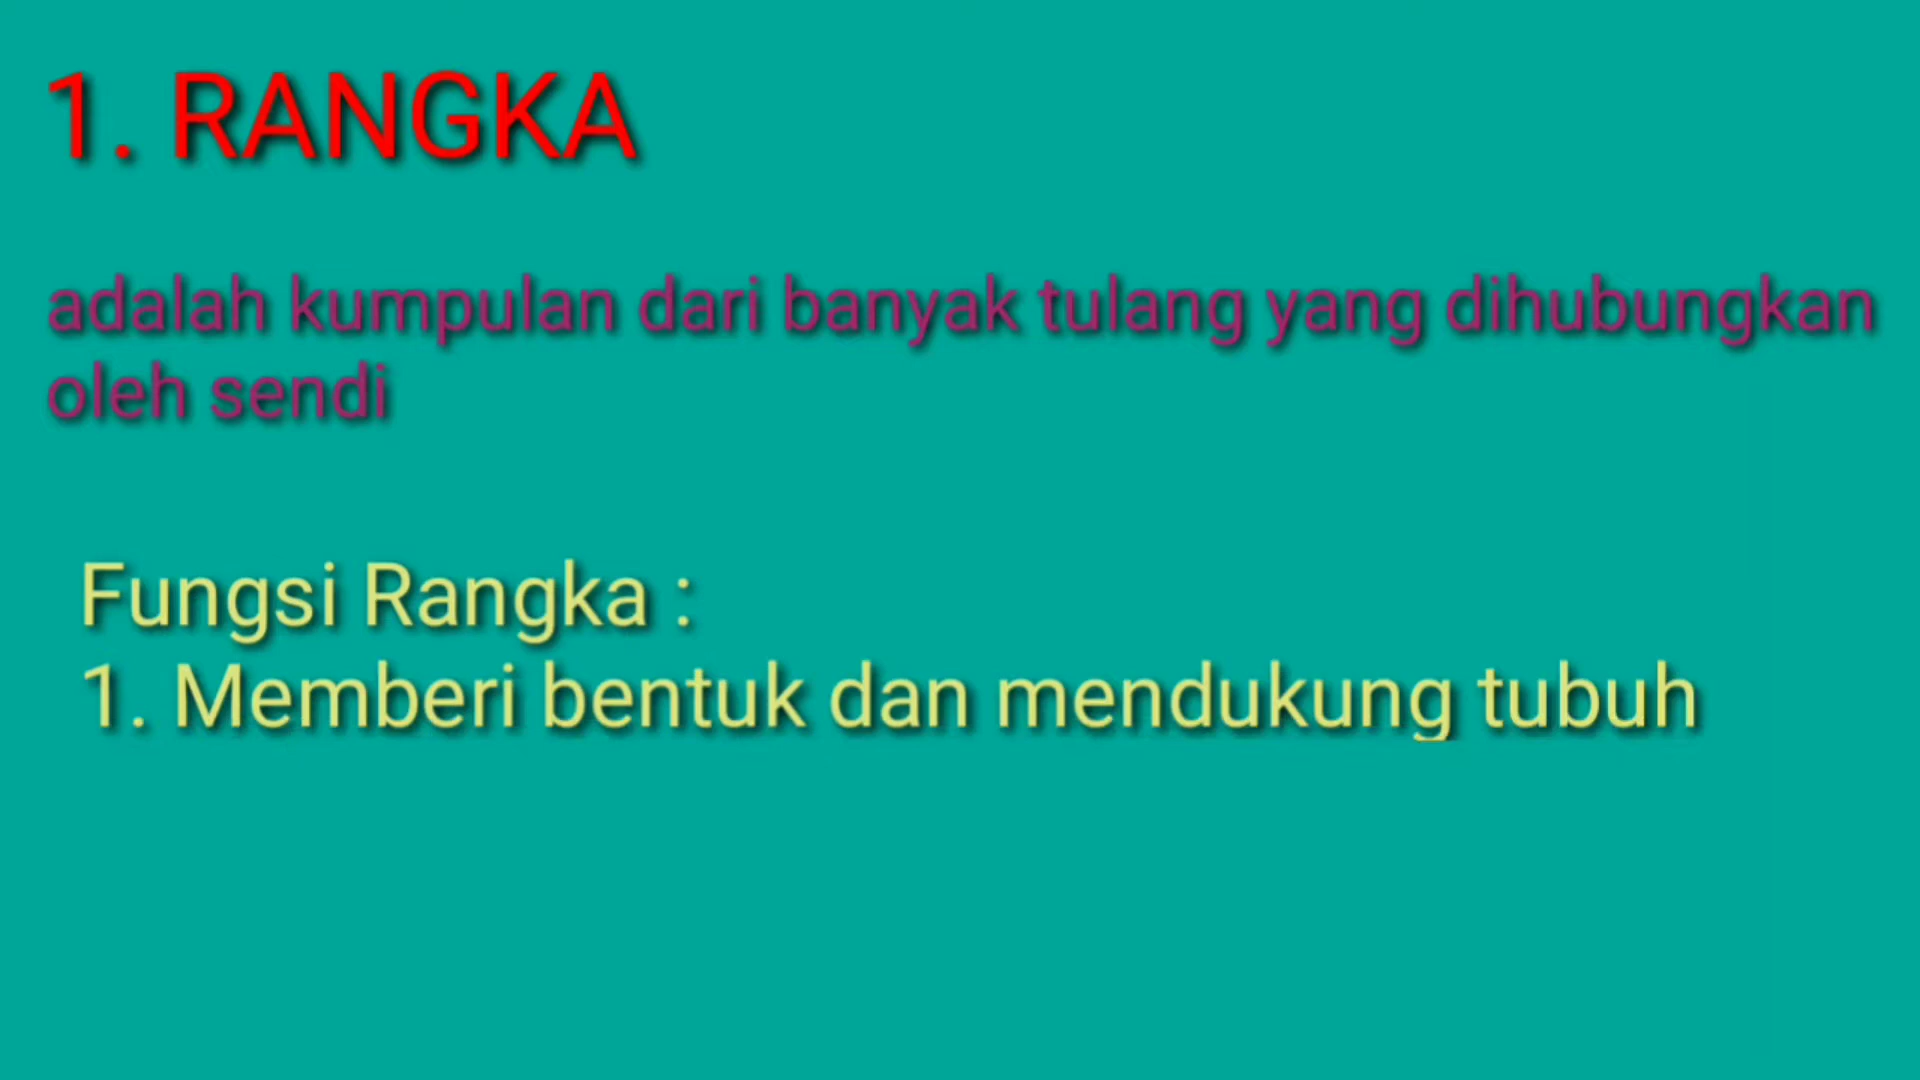 1. RANGKA
adalah kumpulan dari banyak tulang yang dihubungkan
oleh sendi
Fungsi Rangka :
1. Memberi bentuk dan mendukung tubuh